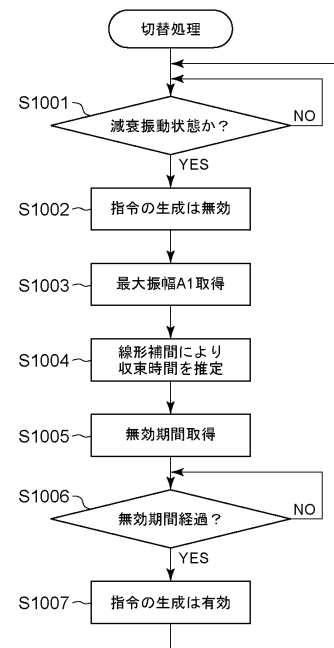 切替処理
S1001
減衰振動状態か？
NO
YES
S1002
指令の生成は無効
S1003
最大振幅A1取得
S1004
線形補間により
収束時間を推定
S1005
無効期間取得
S1006
無効期間経過？
NO
YES
S1007
指令の生成は有効